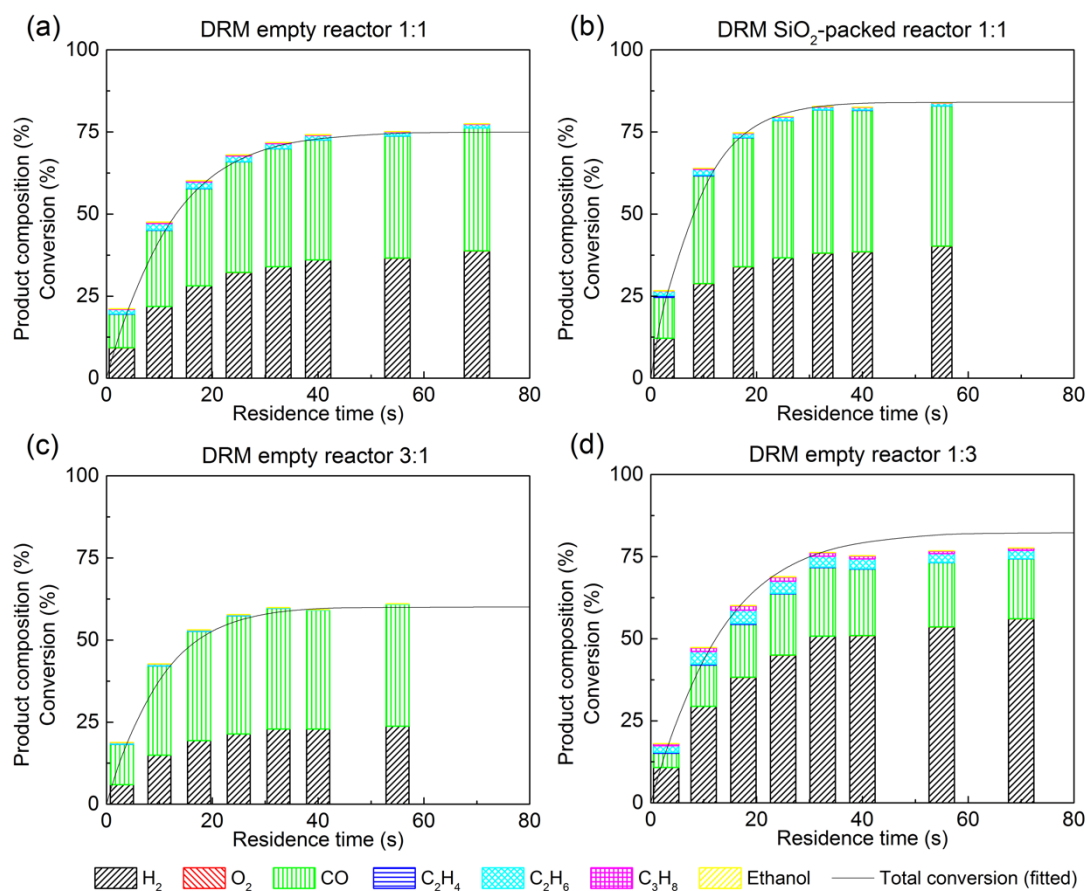 (a)
DRM empty reactor 1:1
Product composition (%)
Conversion (%)
100
75
50
25
0
0 20 40 60 80
Residence time (s)
(b)
DRM SiO₂-packed reactor 1:1
Product composition (%)
Conversion (%)
100
75
50
25
0
0 20 40 60 80
Residence time (s)
(c)
DRM empty reactor 3:1
Product composition (%)
Conversion (%)
100
75
50
25
0
0 20 40 60 80
Residence time (s)
(d)
DRM empty reactor 1:3
Product composition (%)
Conversion (%)
100
75
50
25
0
0 20 40 60 80
Residence time (s)
H₂ O₂ CO C₂H₄ C₂H₆ C₃H₈ Ethanol Total conversion (fitted)